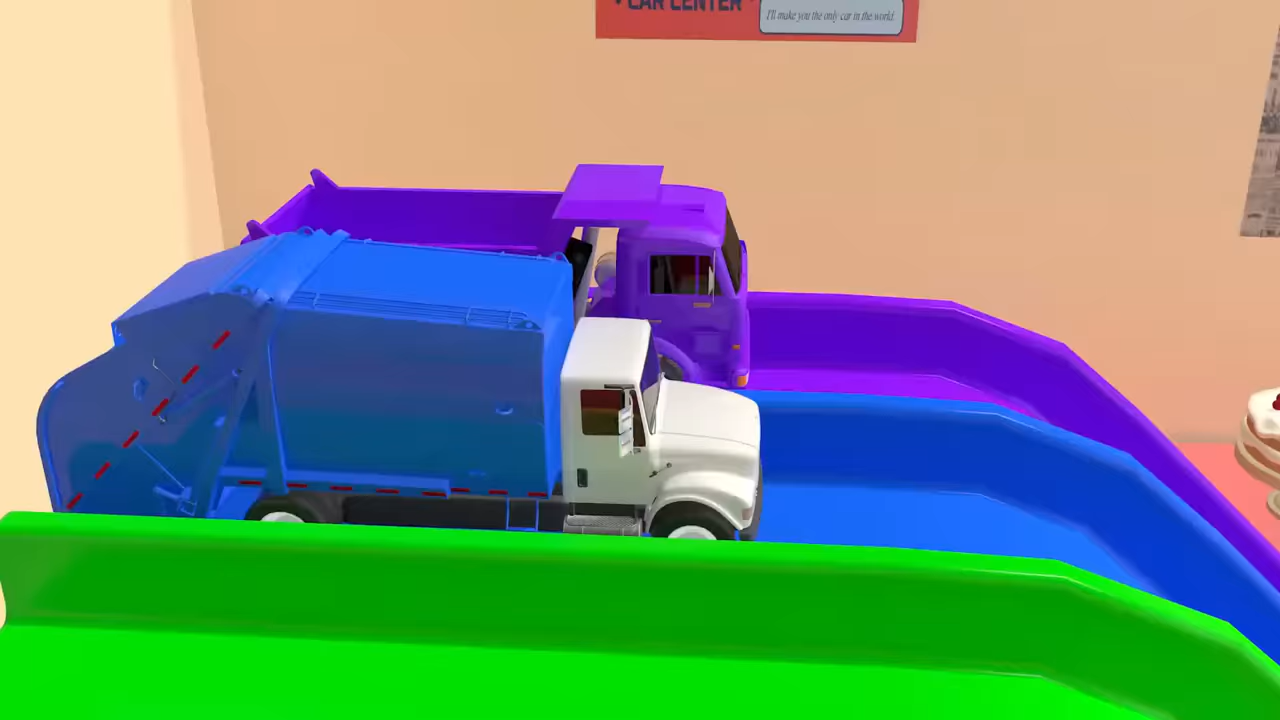 • CAR CENTER •
I'll make you the only car in the world.